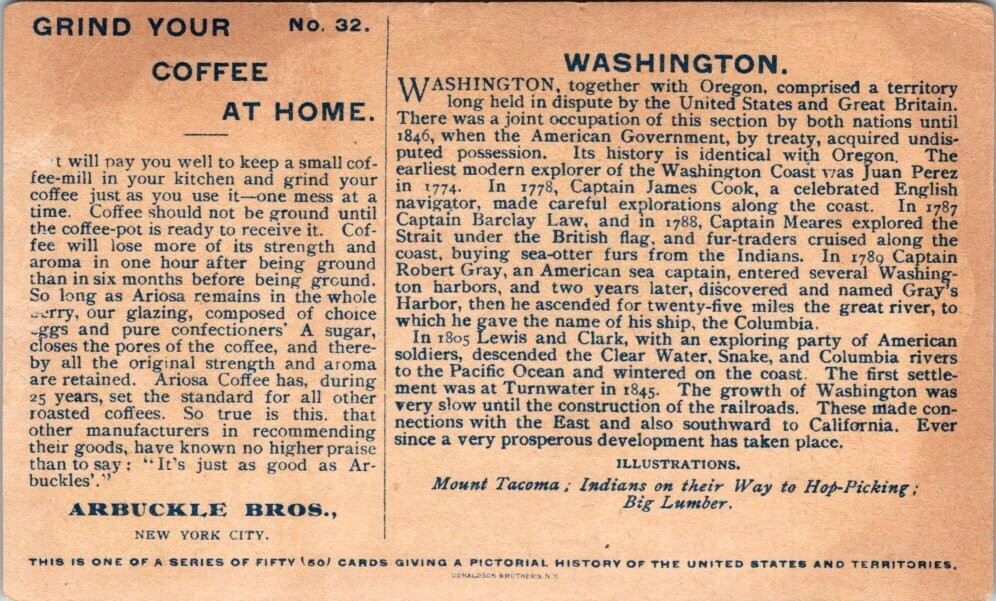 GRIND YOUR No. 32.
COFFEE
AT HOME.
t will pay you well to keep a small cof-
fee-mill in your kitchen and grind your
coffee just as you use it—one mess at a
time. Coffee should not be ground until
the coffee-pot is ready to receive it. Cof-
fee will lose more of its strength and
aroma in one hour after being ground
than in six months before being ground.
So long as Ariosa remains in the whole
erry, our glazing, composed of choice
ggs and pure confectioners' A sugar,
closes the pores of the coffee, and there-
by all the original strength and aroma
are retained. Ariosa Coffee has, during
25 years, set the standard for all other
roasted coffees. So true is this. that
other manufacturers in recommending
their goods, have known no higher praise
than to say: "It's just as good as Ar-
buckles'."
ARBUCKLE BROS.,
NEW YORK CITY.
WASHINGTON.
WASHINGTON, together with Oregon, comprised a territory
long held in dispute by the United States and Great Britain.
There was a joint occupation of this section by both nations until
1846, when the American Government, by treaty, acquired undis-
puted possession. Its history is identical with Oregon. The
earliest modern explorer of the Washington Coast was Juan Perez
in 1774. In 1778, Captain James Cook, a celebrated English
navigator, made careful explorations along the coast. In 1787
Captain Barclay Law, and in 1788, Captain Meares explored the
Strait under the British flag, and fur-traders cruised along the
coast, buying sea-otter furs from the Indians. In 1789 Captain
Robert Gray, an American sea captain, entered several Washing-
ton harbors, and two years later, discovered and named Gray's
Harbor, then he ascended for twenty-five miles the great river, to
which he gave the name of his ship, the Columbia.
In 1805 Lewis and Clark, with an exploring party of American
soldiers, descended the Clear Water, Snake, and Columbia rivers
to the Pacific Ocean and wintered on the coast. The first settle-
ment was at Turnwater in 1845. The growth of Washington was
very slow until the construction of the railroads. These made con-
nections with the East and also southward to California. Ever
since a very prosperous development has taken place.
ILLUSTRATIONS.
Mount Tacoma; Indians on their Way to Hop-Picking;
Big Lumber.
THIS IS ONE OF A SERIES OF FIFTY (50) CARDS GIVING A PICTORIAL HISTORY OF THE UNITED STATES AND TERRITORIES.
DONALDSON BROTHERS, N.Y.